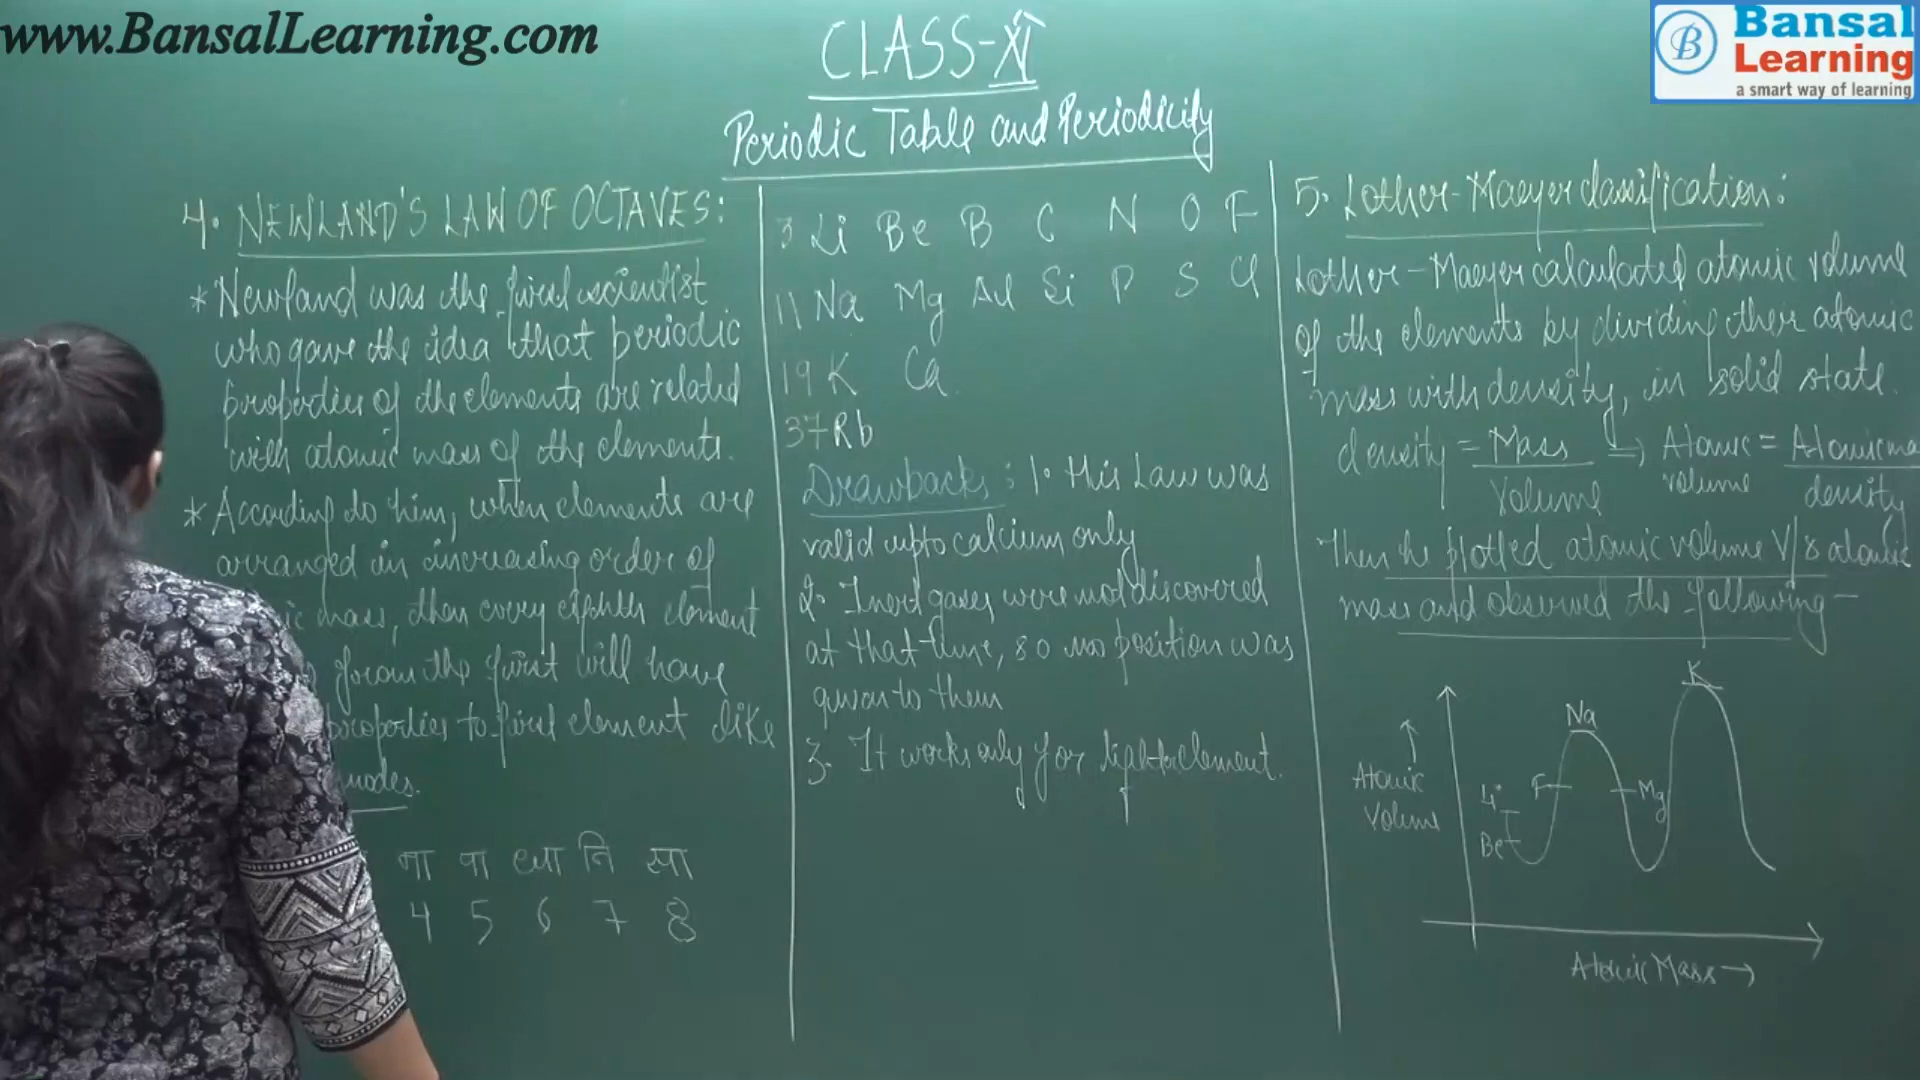 www.BansalLearning.com
Bansal
Learning
a smart way of learning
CLASS-XI
Periodic Table and Periodicity
4. NEWLAND'S LAW OF OCTAVES:
* Newland was the first scientist
who gave the idea that periodic
properties of the elements are related
with atomic mass of the elements.
* According to him, when elements are
arranged in increasing order of
mass, then every eighth element
from the first will have
properties to first element like
3 Li Be B C N O F
11 Na Mg Al Si P S Cl
19 K Ca
37 Rb
Drawbacks: 1. This Law was
valid upto calcium only
2. Inert gases were not discovered
at that time, so no position was
given to them
3. It works only for lighter element.
मा पा धा नि सा
4 5 6 7 8
5. Lother-Maeyer classification:
Lother-Maeyer calculated atomic volume
of the elements by dividing their atomic
mass with density, in solid state.
density = Mass / Volume ⇒ Atomic volume = Atomic ma / density
Then he plotted atomic volume V/s atomic
mass and observed the following-
K
Na
F
Li
Mg
Be
Atomic
Volume
Atomic Mass →